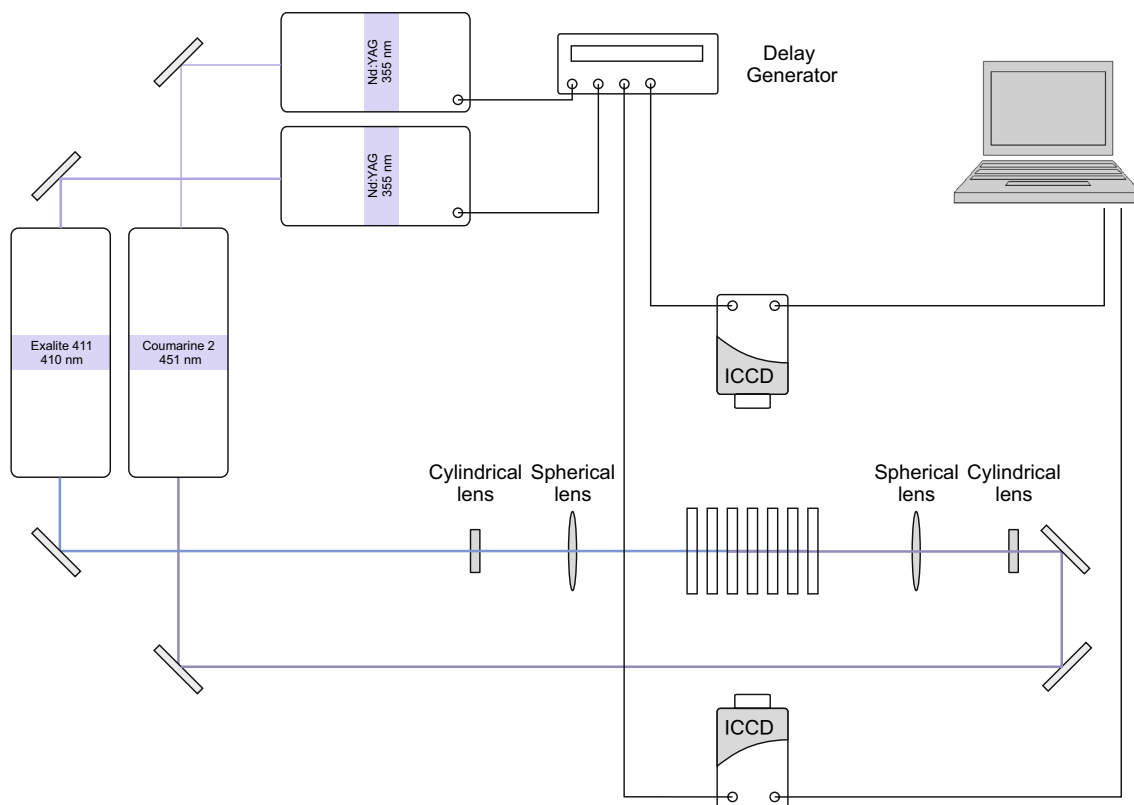 Nd:YAG
355 nm
Delay
Generator
Nd:YAG
355 nm
Exalite 411
410 nm
Coumarine 2
451 nm
ICCD
Cylindrical
lens
Spherical
lens
Spherical
lens
Cylindrical
lens
ICCD